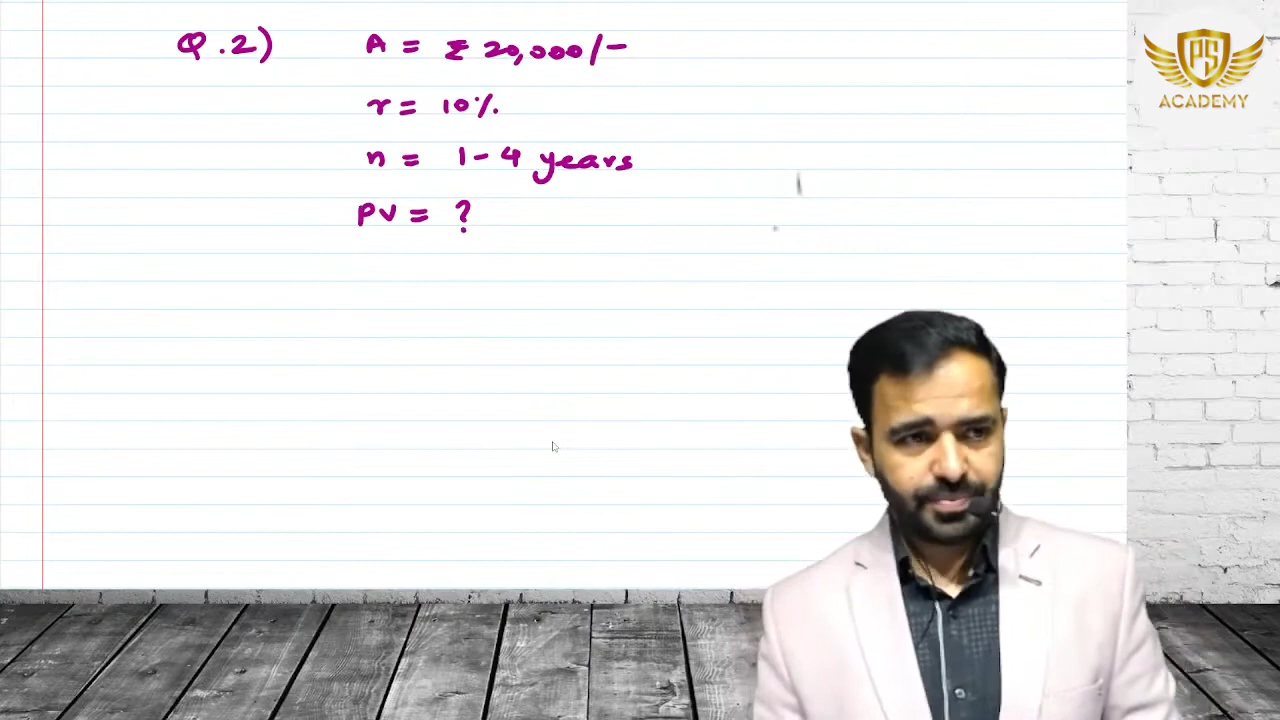 Q.2) A = ₹ 20,000/-
r = 10%
n = 1-4 years
PV = ?
PS
ACADEMY